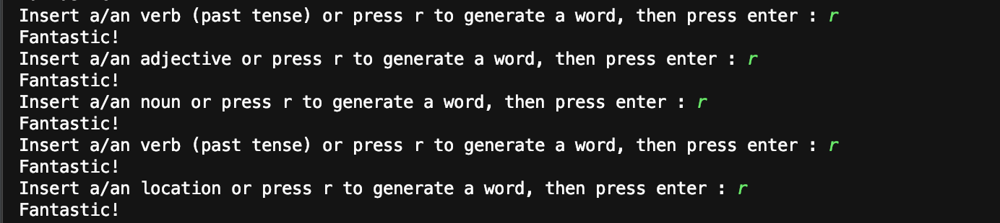 Insert a/an verb (past tense) or press r to generate a word, then press enter : r
Fantastic!
Insert a/an adjective or press r to generate a word, then press enter : r
Fantastic!
Insert a/an noun or press r to generate a word, then press enter : r
Fantastic!
Insert a/an verb (past tense) or press r to generate a word, then press enter : r
Fantastic!
Insert a/an location or press r to generate a word, then press enter : r
Fantastic!